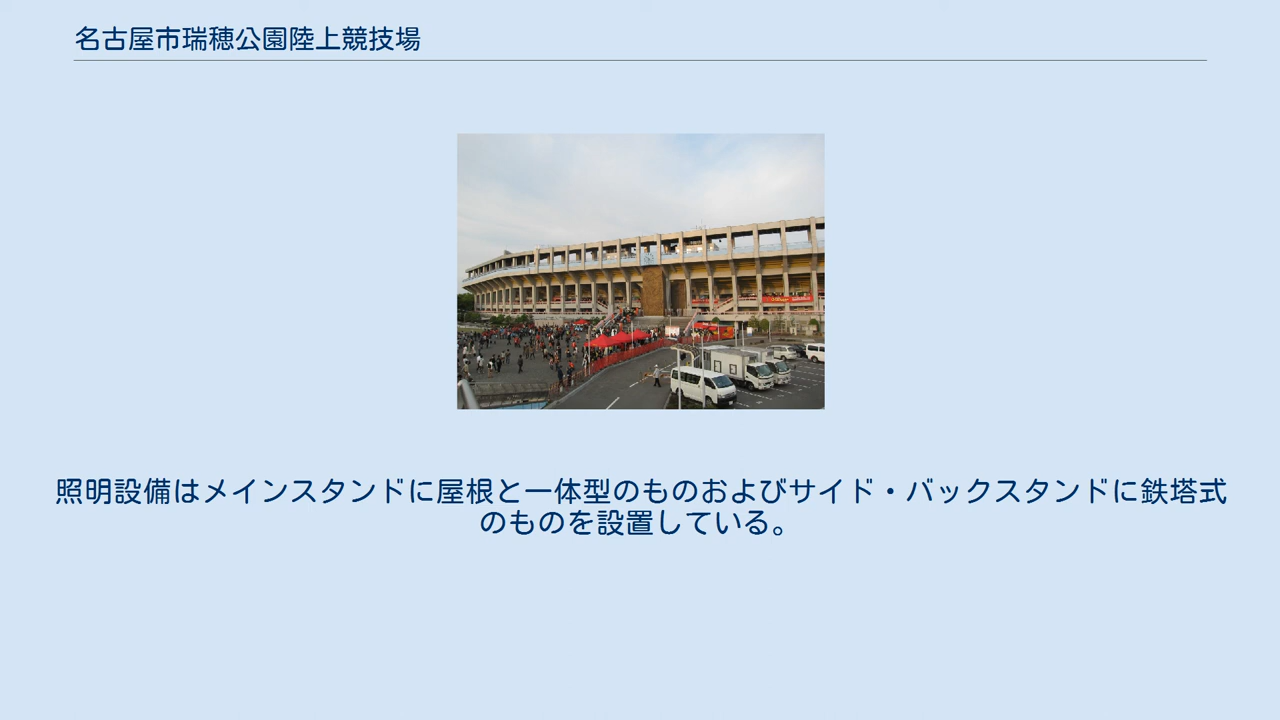 名古屋市瑞穂公園陸上競技場
照明設備はメインスタンドに屋根と一体型のものおよびサイド・バックスタンドに鉄塔式
のものを設置している。